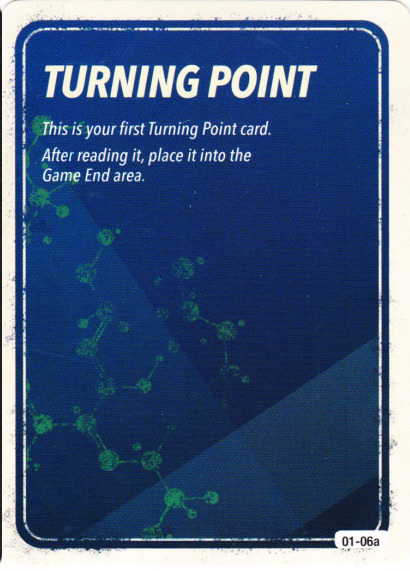 TURNING POINT
This is your first Turning Point card.
After reading it, place it into the
Game End area.
01-06a